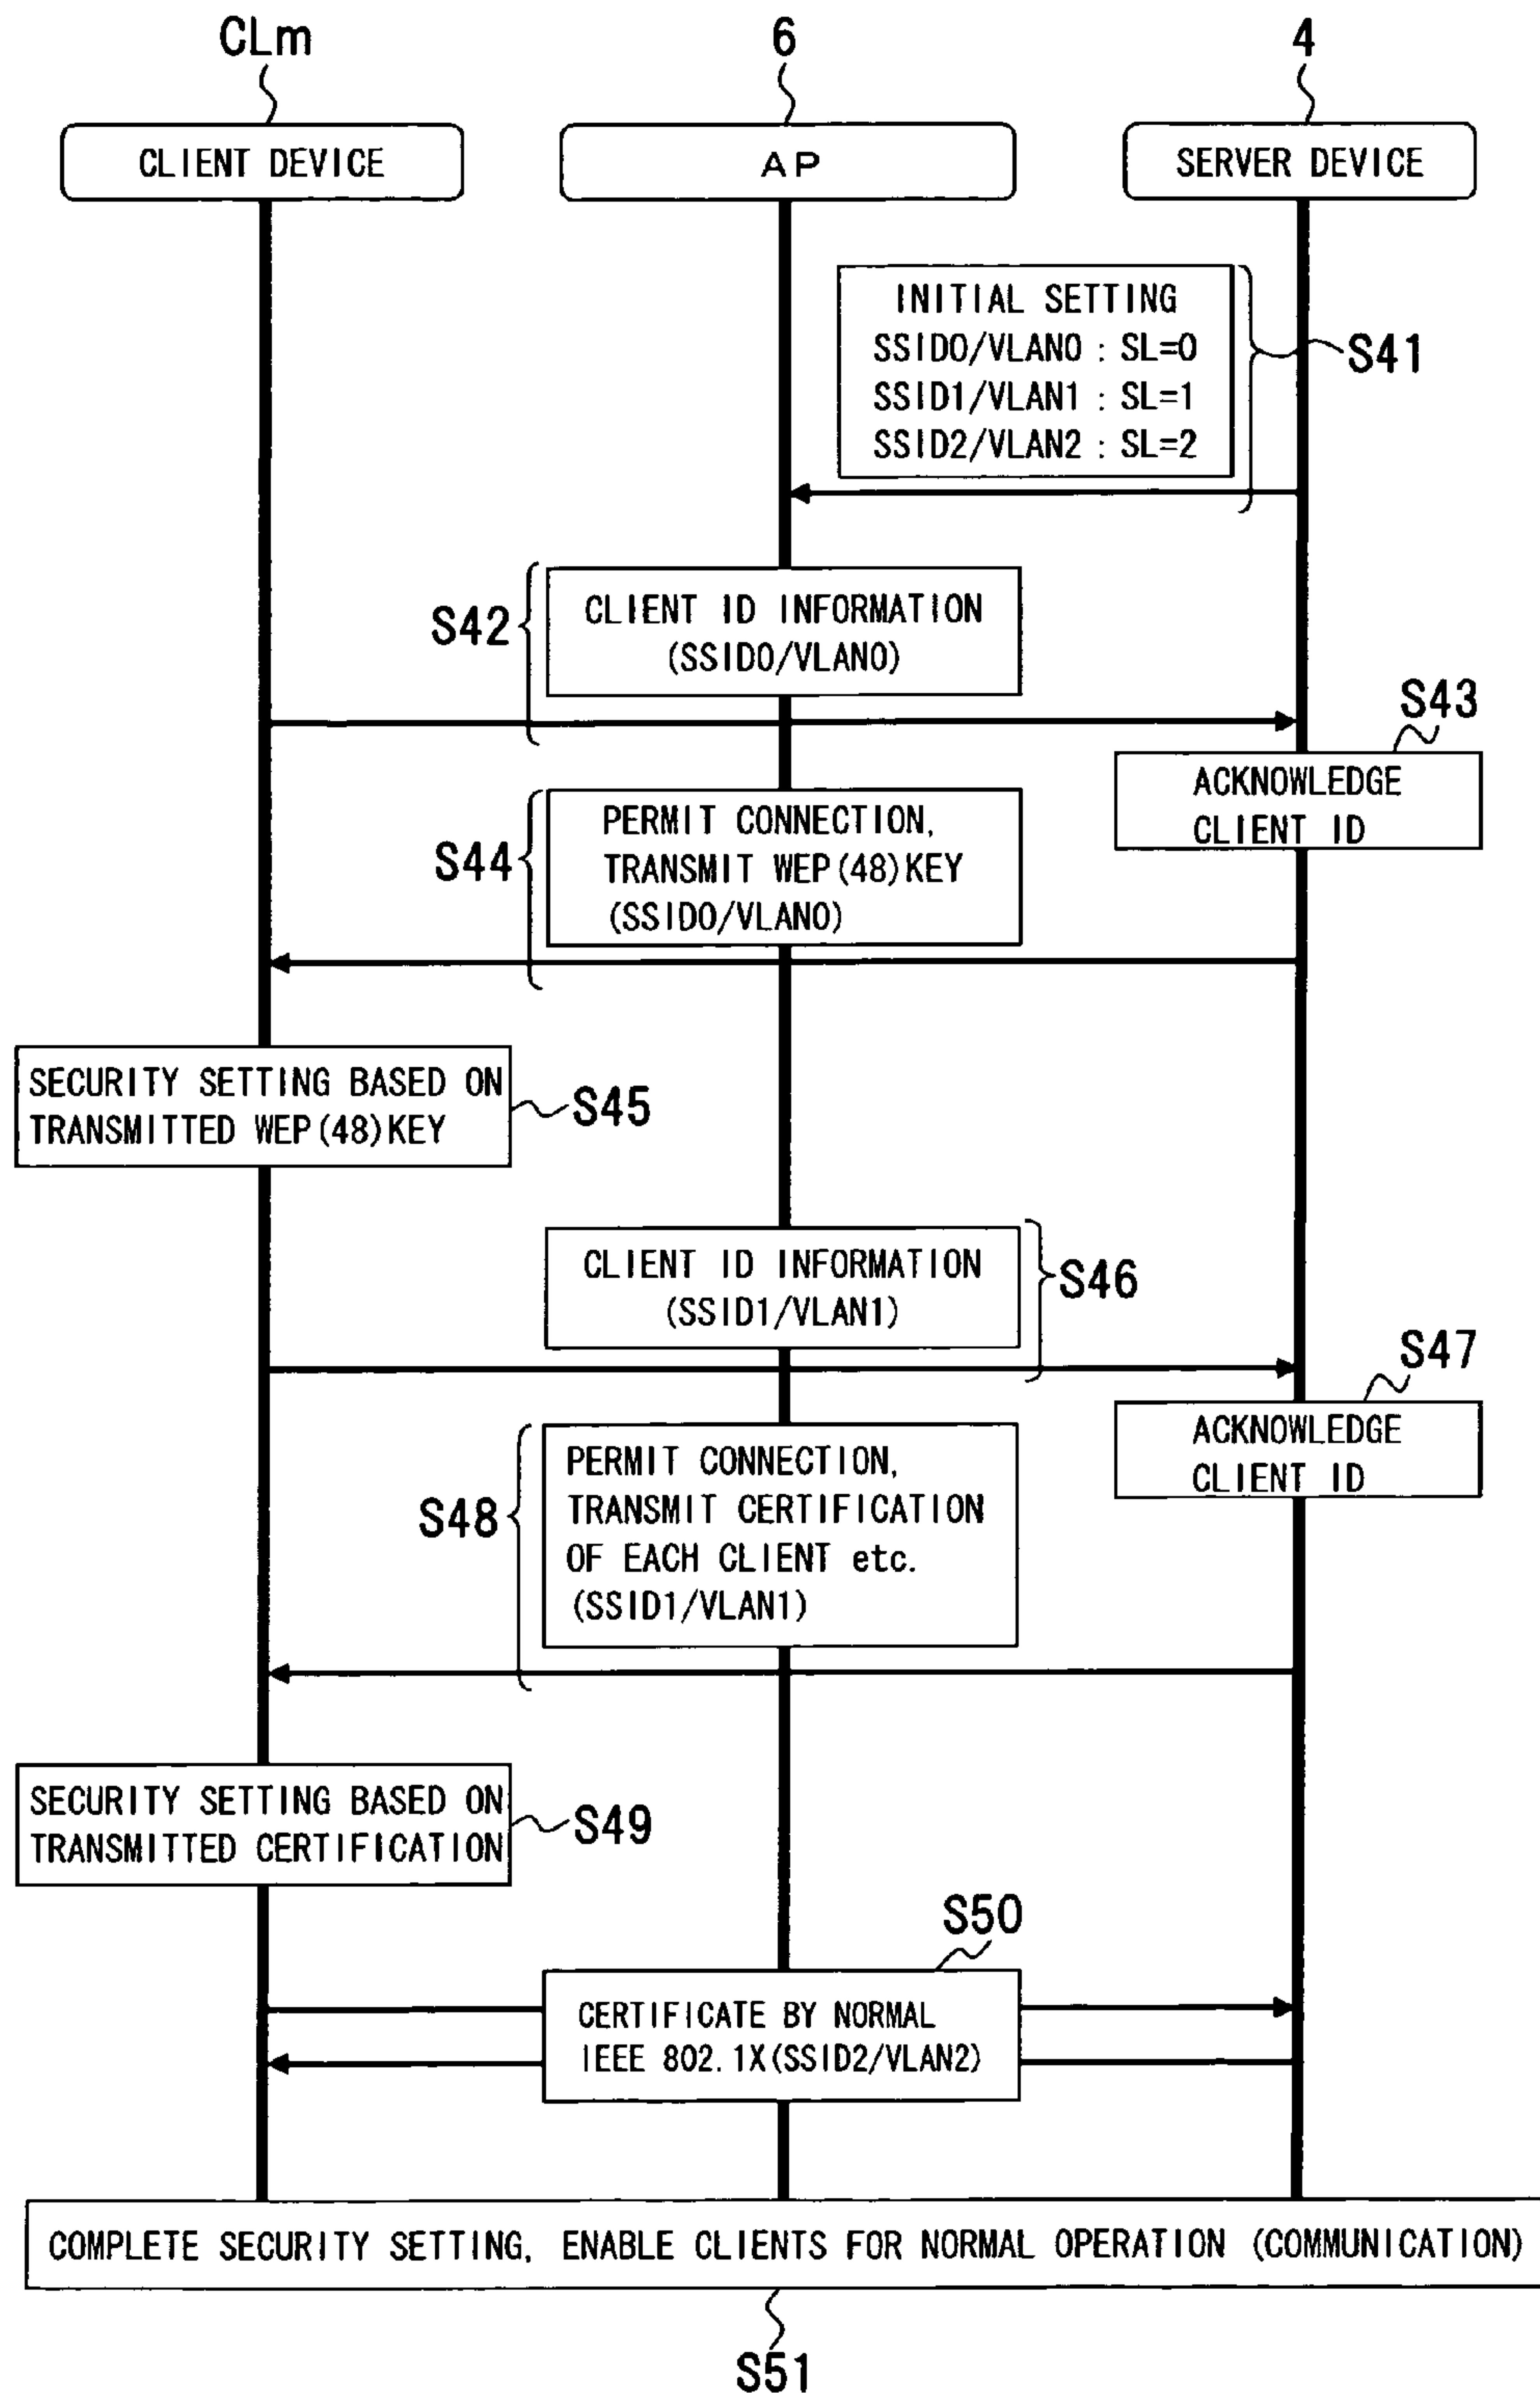 CLm
6
4
CLIENT DEVICE
AP
SERVER DEVICE
INITIAL SETTING
SSID0/VLAN0 : SL=0
SSID1/VLAN1 : SL=1
SSID2/VLAN2 : SL=2
S41
S42
CLIENT ID INFORMATION
(SSID0/VLAN0)
S43
ACKNOWLEDGE
CLIENT ID
S44
PERMIT CONNECTION,
TRANSMIT WEP(48)KEY
(SSID0/VLAN0)
SECURITY SETTING BASED ON
TRANSMITTED WEP(48)KEY
S45
CLIENT ID INFORMATION
(SSID1/VLAN1)
S46
S47
ACKNOWLEDGE
CLIENT ID
S48
PERMIT CONNECTION,
TRANSMIT CERTIFICATION
OF EACH CLIENT etc.
(SSID1/VLAN1)
SECURITY SETTING BASED ON
TRANSMITTED CERTIFICATION
S49
S50
CERTIFICATE BY NORMAL
IEEE 802.1X(SSID2/VLAN2)
COMPLETE SECURITY SETTING, ENABLE CLIENTS FOR NORMAL OPERATION (COMMUNICATION)
S51